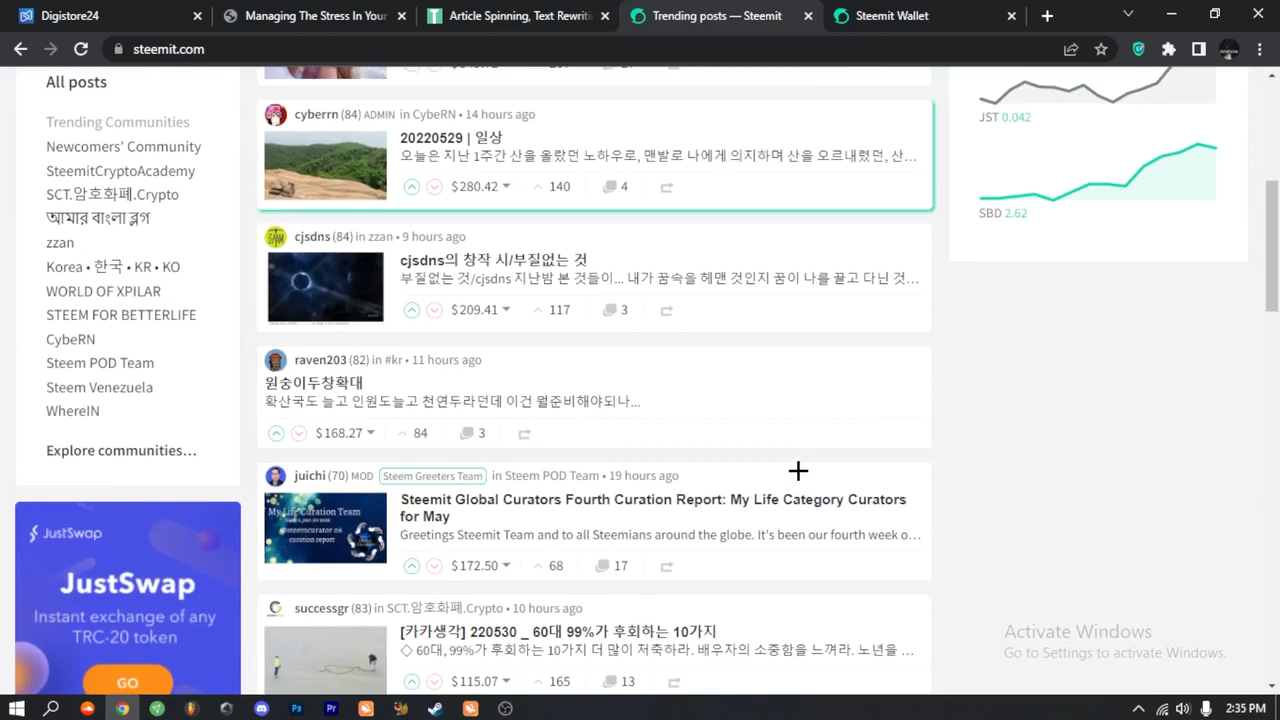 Digistore24
Managing The Stress In Your
Article Spinning, Text Rewriti
Trending posts — Steemit
Steemit Wallet
steemit.com
All posts
Trending Communities
Newcomers' Community
SteemitCryptoAcademy
SCT.암호화폐.Crypto
আমার বাংলা ব্লগ
zzan
Korea • 한국 • KR • KO
WORLD OF XPILAR
STEEM FOR BETTERLIFE
CybeRN
Steem POD Team
Steem Venezuela
WhereIN
Explore communities...
JustSwap
JustSwap
Instant exchange of any
TRC-20 token
GO
cyberrn (84) ADMIN in CybeRN • 14 hours ago
20220529 | 일상
오늘은 지난 1주간 산을 올랐던 노하우로, 맨발로 나에게 의지하며 산을 오르내렸던, 산...
$280.42 140 4
cjsdns (84) in zzan • 9 hours ago
cjsdns의 창작 시/부질없는 것
부질없는 것/cjsdns 지난밤 본 것들이... 내가 꿈속을 헤맨 것인지 꿈이 나를 끌고 다닌 것...
$209.41 117 3
raven203 (82) in #kr • 11 hours ago
원숭이두창확대
확산국도 늘고 인원도늘고 천연두라던데 이건 뭘준비해야되나...
$168.27 84 3
juichi (70) MOD Steem Greeters Team in Steem POD Team • 19 hours ago
My Life Curation Team
curation report
Steemit Global Curators Fourth Curation Report: My Life Category Curators
for May
Greetings Steemit Team and to all Steemians around the globe. It's been our fourth week o...
$172.50 68 17
successgr (83) in SCT.암호화폐.Crypto • 10 hours ago
[카카생각] 220530 _ 60대 99%가 후회하는 10가지
◇ 60대, 99%가 후회하는 10가지 더 많이 저축하라. 배우자의 소중함을 느껴라. 노년을 ...
$115.07 165 13
JST 0.042
SBD 2.62
Activate Windows
Go to Settings to activate Windows.
2:35 PM